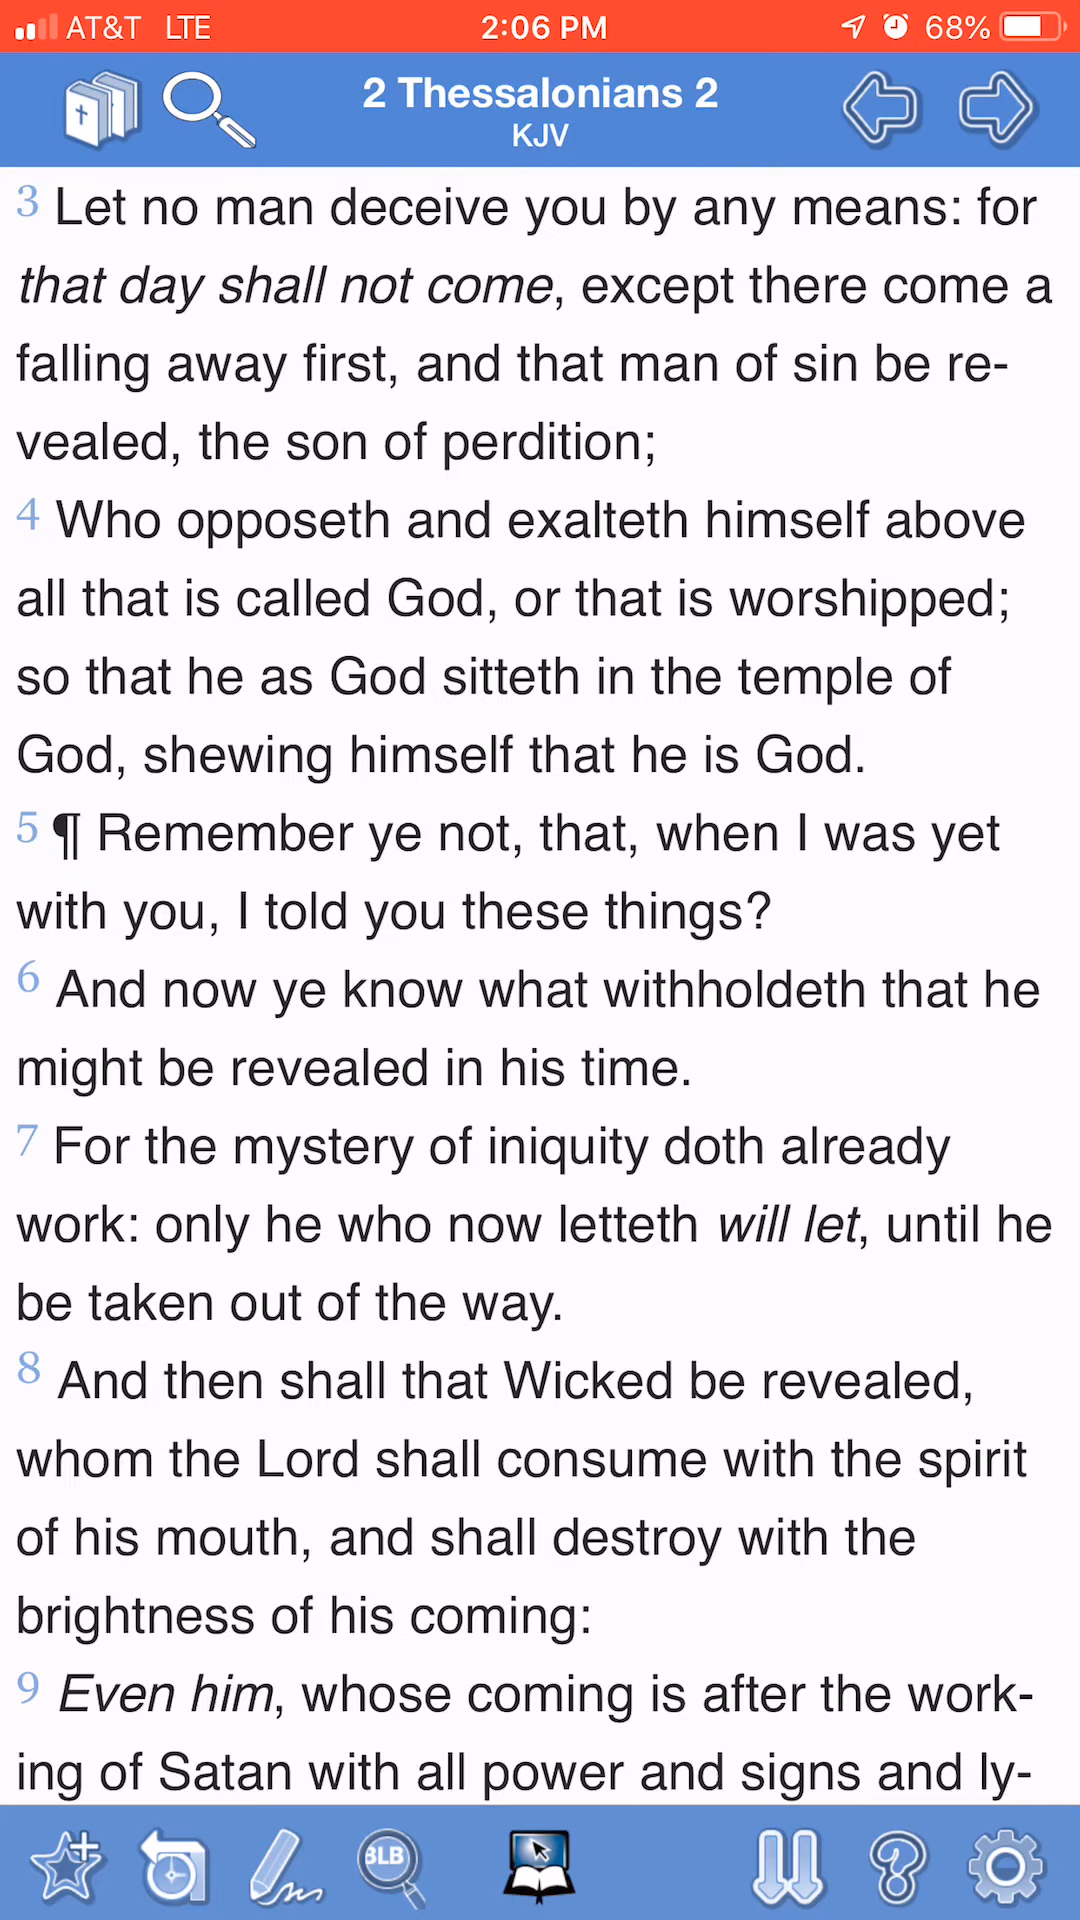 AT&T LTE 2:06 PM 68%
2 Thessalonians 2
KJV
3 Let no man deceive you by any means: for
that day shall not come, except there come a
falling away first, and that man of sin be re-
vealed, the son of perdition;
4 Who opposeth and exalteth himself above
all that is called God, or that is worshipped;
so that he as God sitteth in the temple of
God, shewing himself that he is God.
5 ¶ Remember ye not, that, when I was yet
with you, I told you these things?
6 And now ye know what withholdeth that he
might be revealed in his time.
7 For the mystery of iniquity doth already
work: only he who now letteth will let, until he
be taken out of the way.
8 And then shall that Wicked be revealed,
whom the Lord shall consume with the spirit
of his mouth, and shall destroy with the
brightness of his coming:
9 Even him, whose coming is after the work-
ing of Satan with all power and signs and ly-
BLB